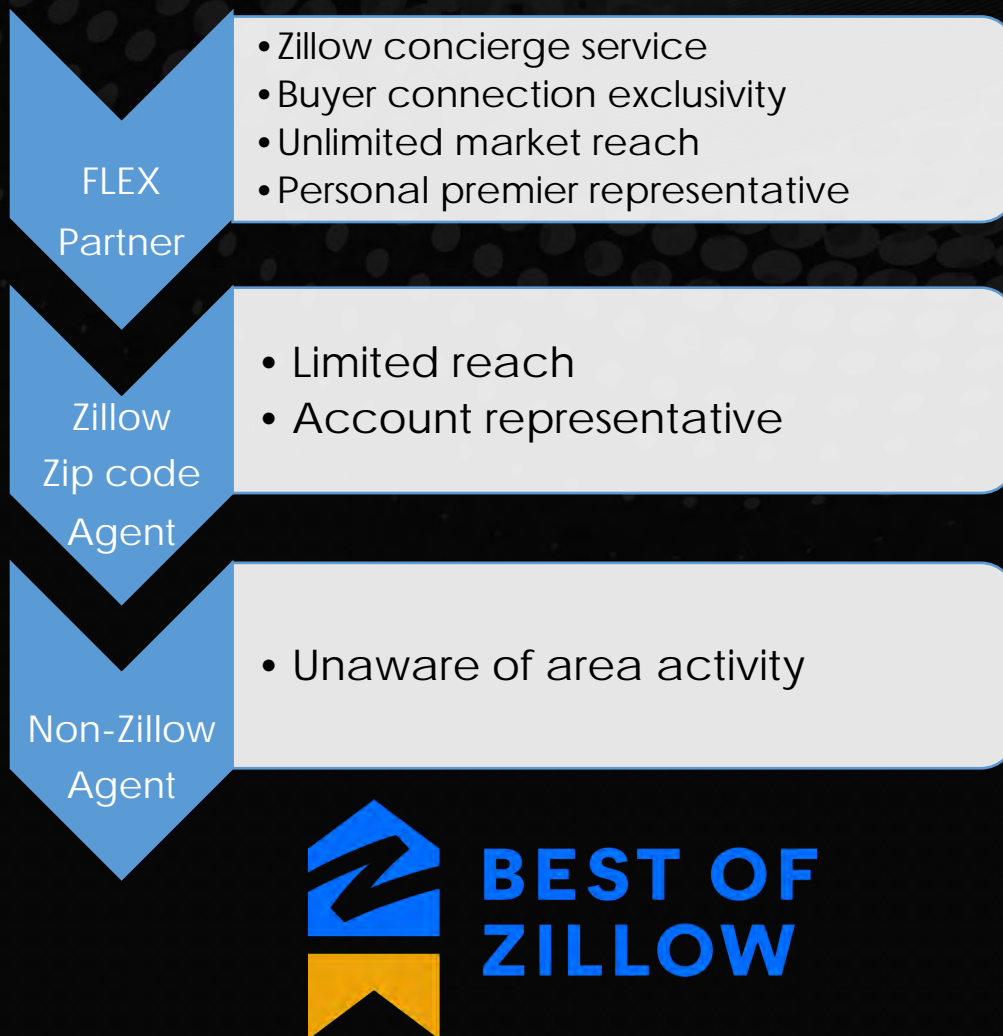 FLEX
Partner
• Zillow concierge service
• Buyer connection exclusivity
• Unlimited market reach
• Personal premier representative
Zillow
Zip code
Agent
• Limited reach
• Account representative
Non-Zillow
Agent
• Unaware of area activity
BEST OF
ZILLOW